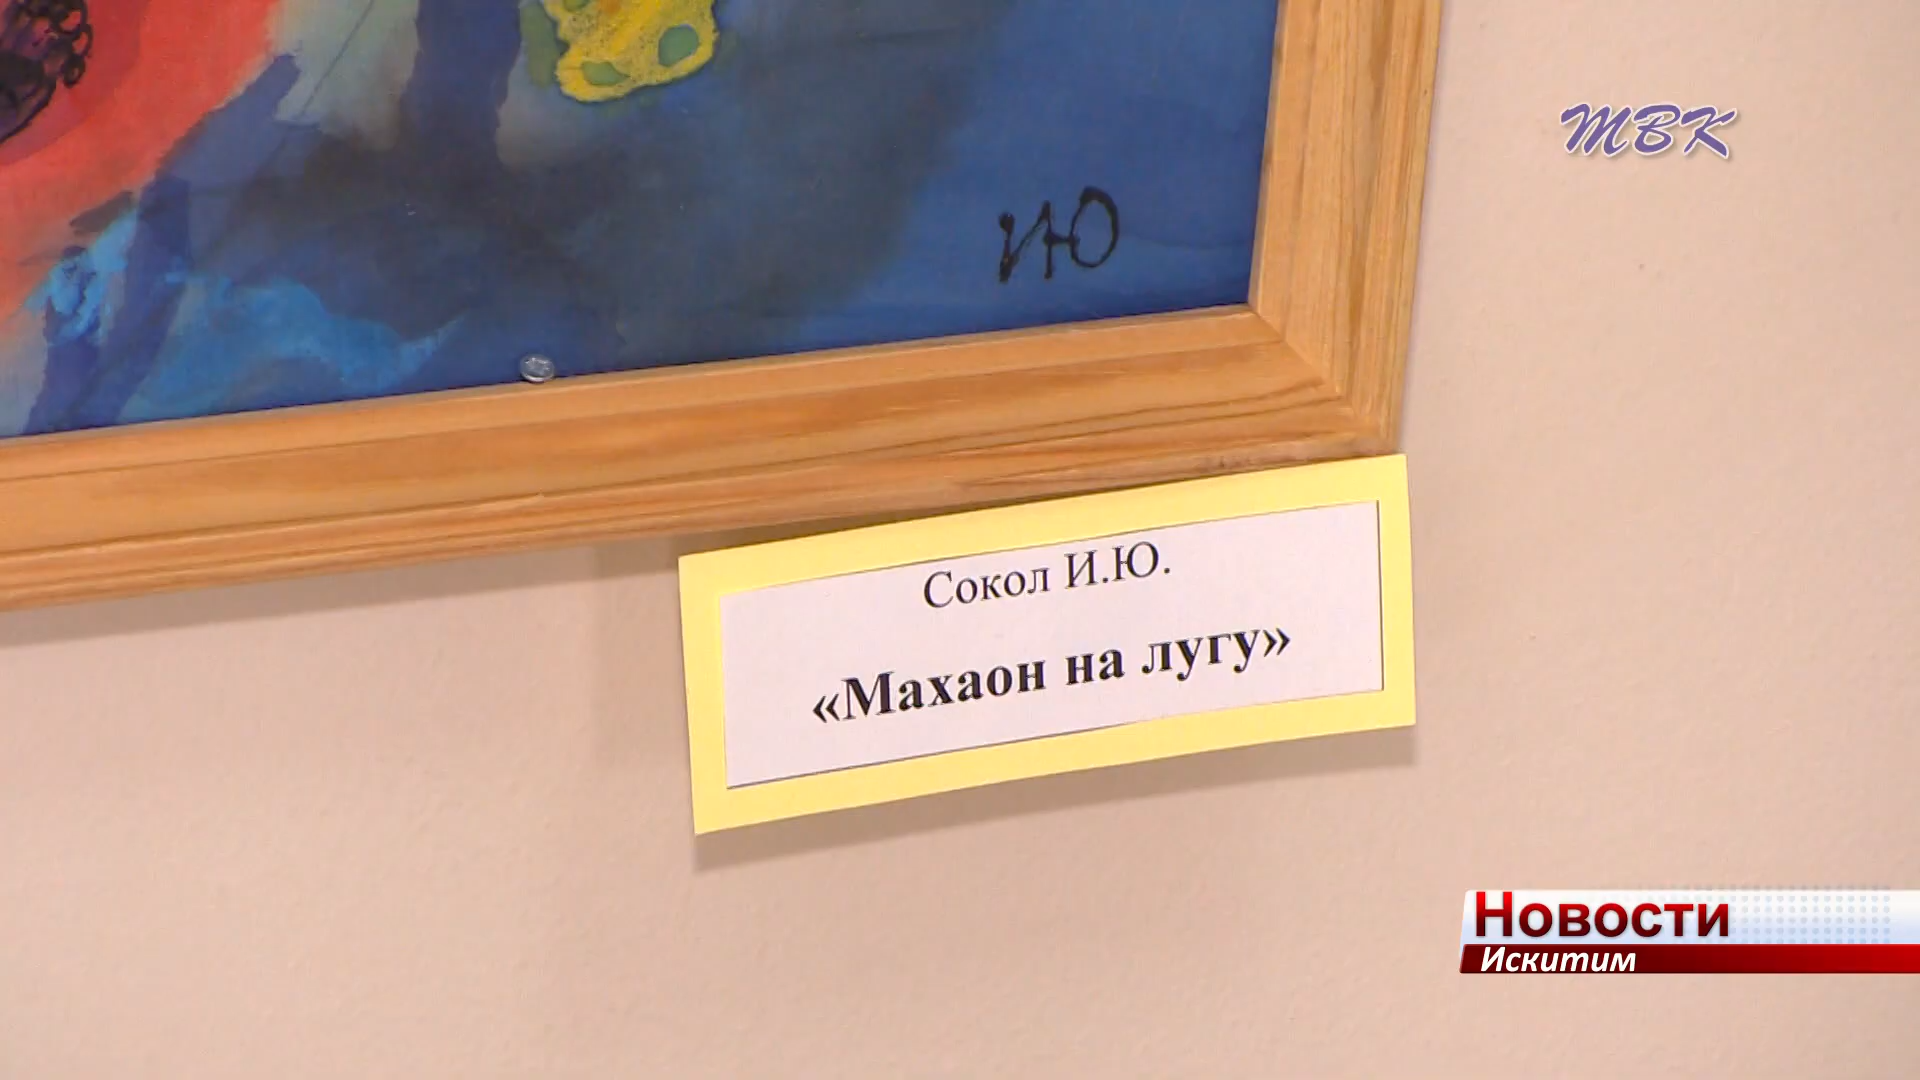 ТВК
ИЮ
Сокол И.Ю.
«Махаон на лугу»
Новости
Искитим